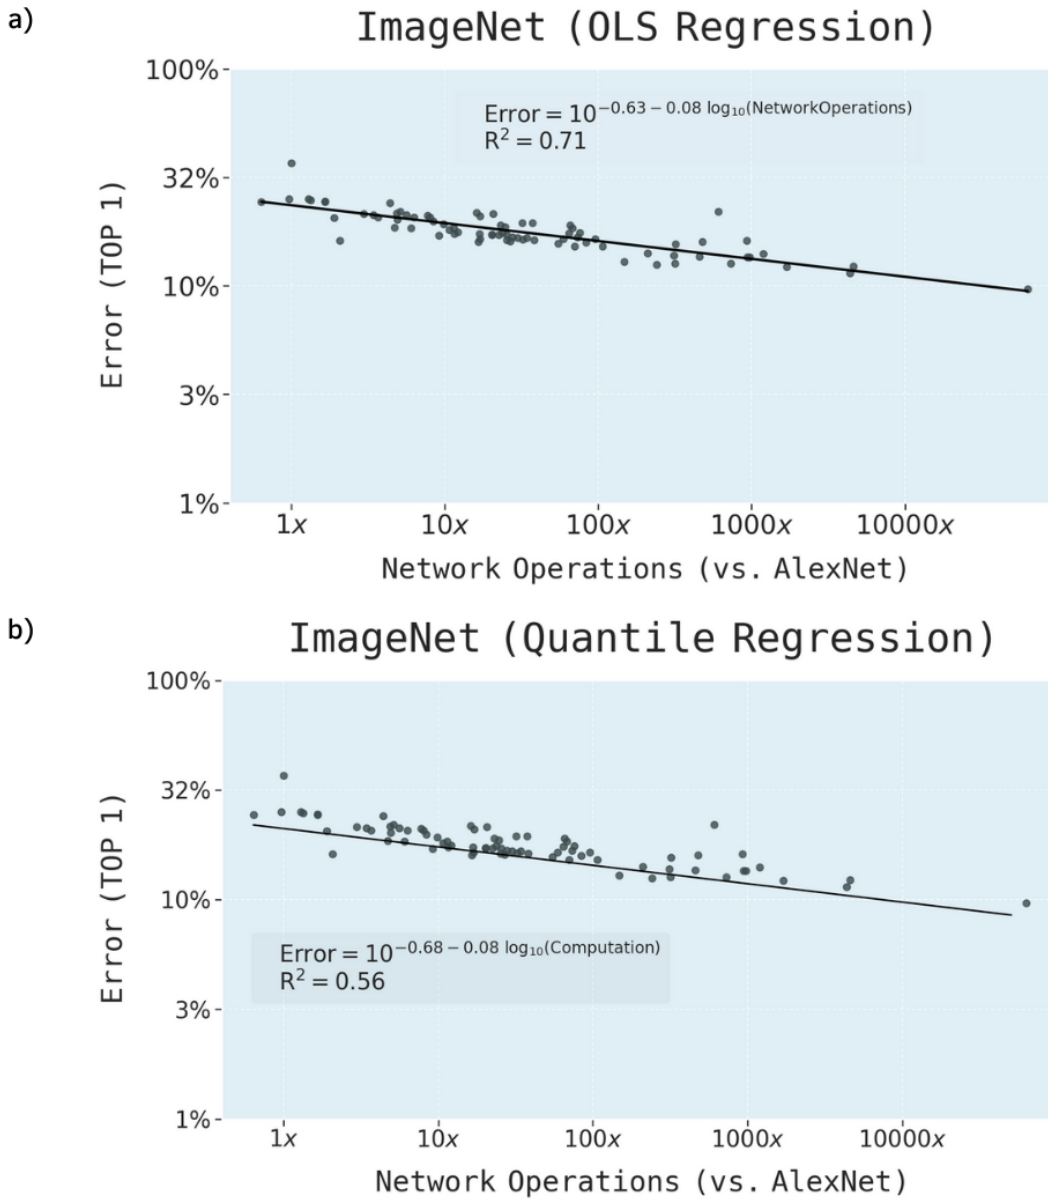 a)
ImageNet (OLS Regression)
100%
32%
10%
3%
1%
Error (TOP 1)
Error = 10^−0.63 − 0.08 log₁₀(NetworkOperations)
R² = 0.71
1x 10x 100x 1000x 10000x
Network Operations (vs. AlexNet)
b)
ImageNet (Quantile Regression)
100%
32%
10%
3%
1%
Error (TOP 1)
Error = 10^−0.68 − 0.08 log₁₀(Computation)
R² = 0.56
1x 10x 100x 1000x 10000x
Network Operations (vs. AlexNet)